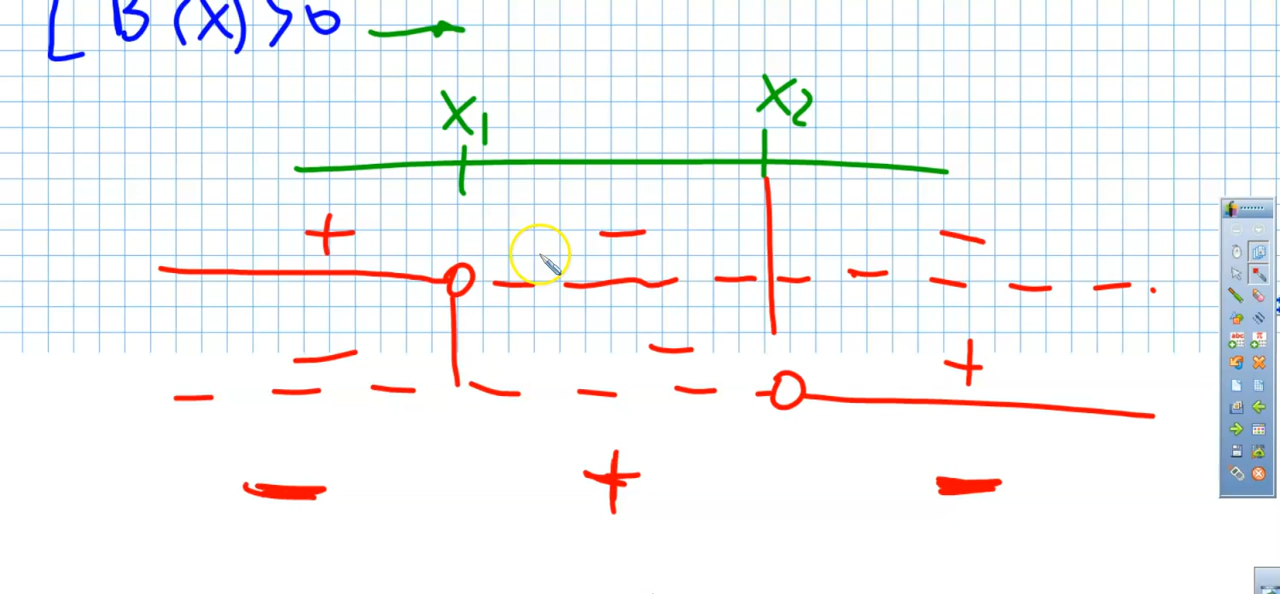 [ B(X)>0
X1 X2
+ − −
− − +
− + −